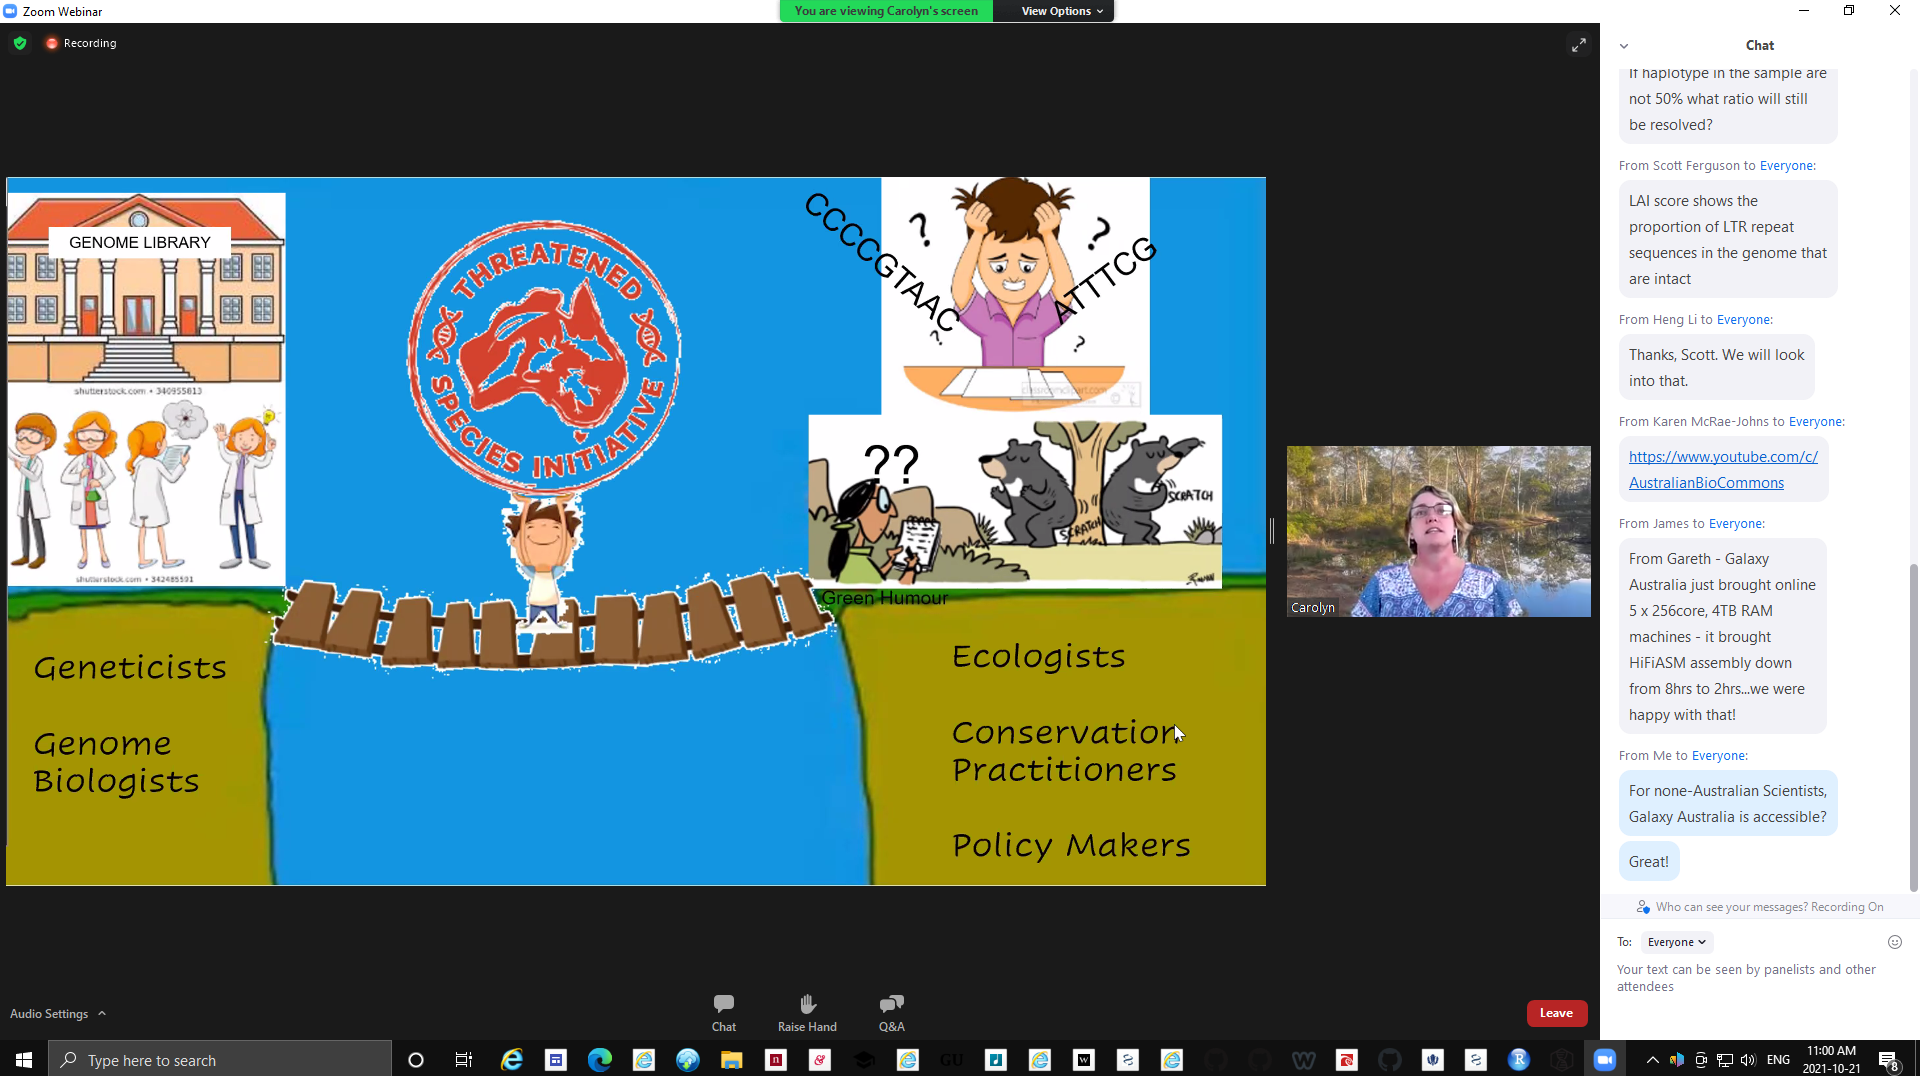 Zoom Webinar
You are viewing Carolyn's screen
View Options
Recording
GENOME LIBRARY
shutterstock.com • 340955813
shutterstock.com • 342485591
THREATENED
SPECIES INITIATIVE
CCCCGTAAC
ATTTCG
?
?
?
?
classroomclipart.com
??
SCRATCH
SCRATCH
Green Humour
Geneticists
Genome
Biologists
Ecologists
Conservation
Practitioners
Policy Makers
Carolyn
Chat
If haplotype in the sample are
not 50% what ratio will still
be resolved?
From Scott Ferguson to Everyone:
LAI score shows the
proportion of LTR repeat
sequences in the genome that
are intact
From Heng Li to Everyone:
Thanks, Scott. We will look
into that.
From Karen McRae-Johns to Everyone:
https://www.youtube.com/c/
AustralianBioCommons
From James to Everyone:
From Gareth - Galaxy
Australia just brought online
5 x 256core, 4TB RAM
machines - it brought
HiFiASM assembly down
from 8hrs to 2hrs...we were
happy with that!
From Me to Everyone:
For none-Australian Scientists,
Galaxy Australia is accessible?
Great!
Who can see your messages? Recording On
To: Everyone
Your text can be seen by panelists and other
attendees
Audio Settings
Chat
Raise Hand
Q&A
Leave
Type here to search
GU
ENG
11:00 AM
2021-10-21
8